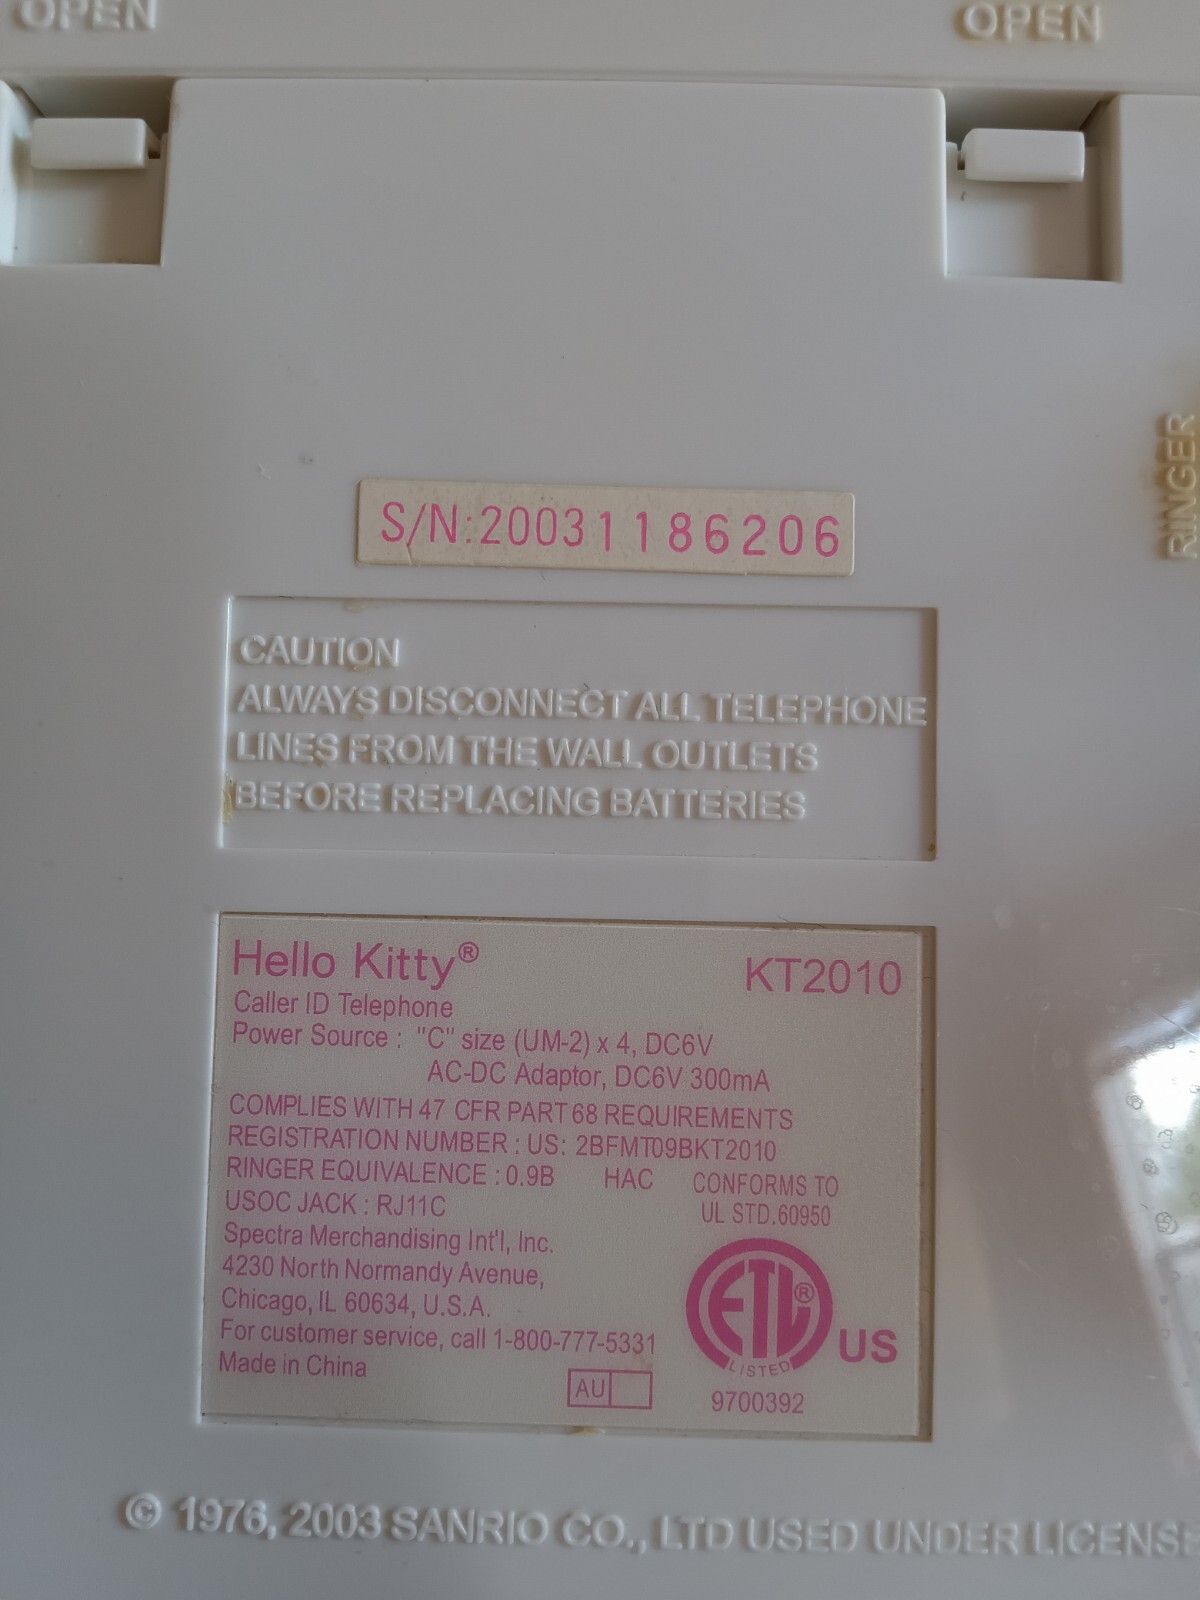 OPEN OPEN
RINGER
S/N:20031186206
CAUTION
ALWAYS DISCONNECT ALL TELEPHONE
LINES FROM THE WALL OUTLETS
BEFORE REPLACING BATTERIES
Hello Kitty® KT2010
Caller ID Telephone
Power Source : "C" size (UM-2) x 4, DC6V
AC-DC Adaptor, DC6V 300mA
COMPLIES WITH 47 CFR PART 68 REQUIREMENTS
REGISTRATION NUMBER : US: 2BFMT09BKT2010
RINGER EQUIVALENCE : 0.9B HAC CONFORMS TO
USOC JACK : RJ11C UL STD.60950
Spectra Merchandising Int'l, Inc.
4230 North Normandy Avenue,
Chicago, IL 60634, U.S.A.
For customer service, call 1-800-777-5331
Made in China
ETL®
LISTED
US
AU
9700392
© 1976, 2003 SANRIO CO., LTD USED UNDER LICENSE